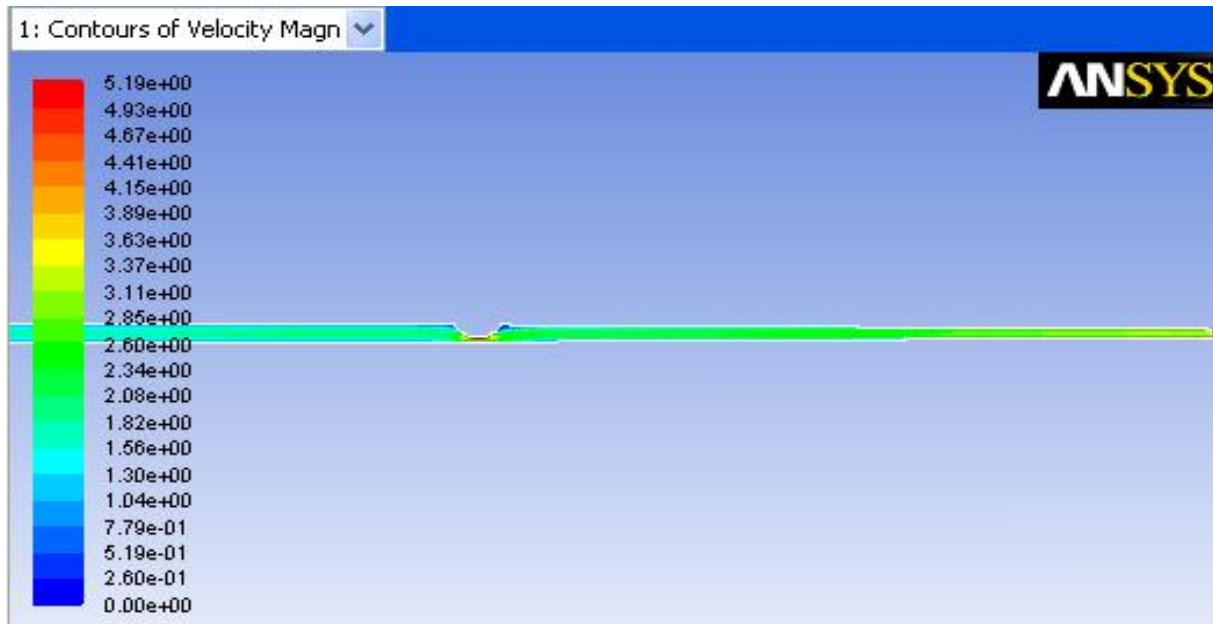 1: Contours of Velocity Magn
ANSYS
5.19e+00
4.93e+00
4.67e+00
4.41e+00
4.15e+00
3.89e+00
3.63e+00
3.37e+00
3.11e+00
2.85e+00
2.60e+00
2.34e+00
2.08e+00
1.82e+00
1.56e+00
1.30e+00
1.04e+00
7.79e-01
5.19e-01
2.60e-01
0.00e+00